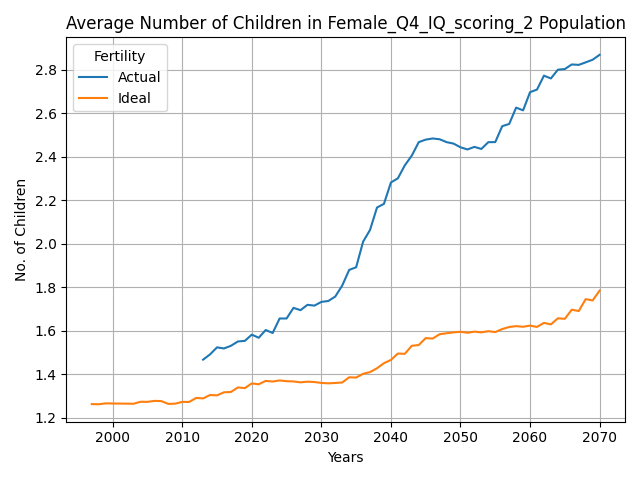 Average Number of Children in Female_Q4_IQ_scoring_2 Population
Fertility
Actual
Ideal
No. of Children
2.8
2.6
2.4
2.2
2.0
1.8
1.6
1.4
1.2
2000 2010 2020 2030 2040 2050 2060 2070
Years